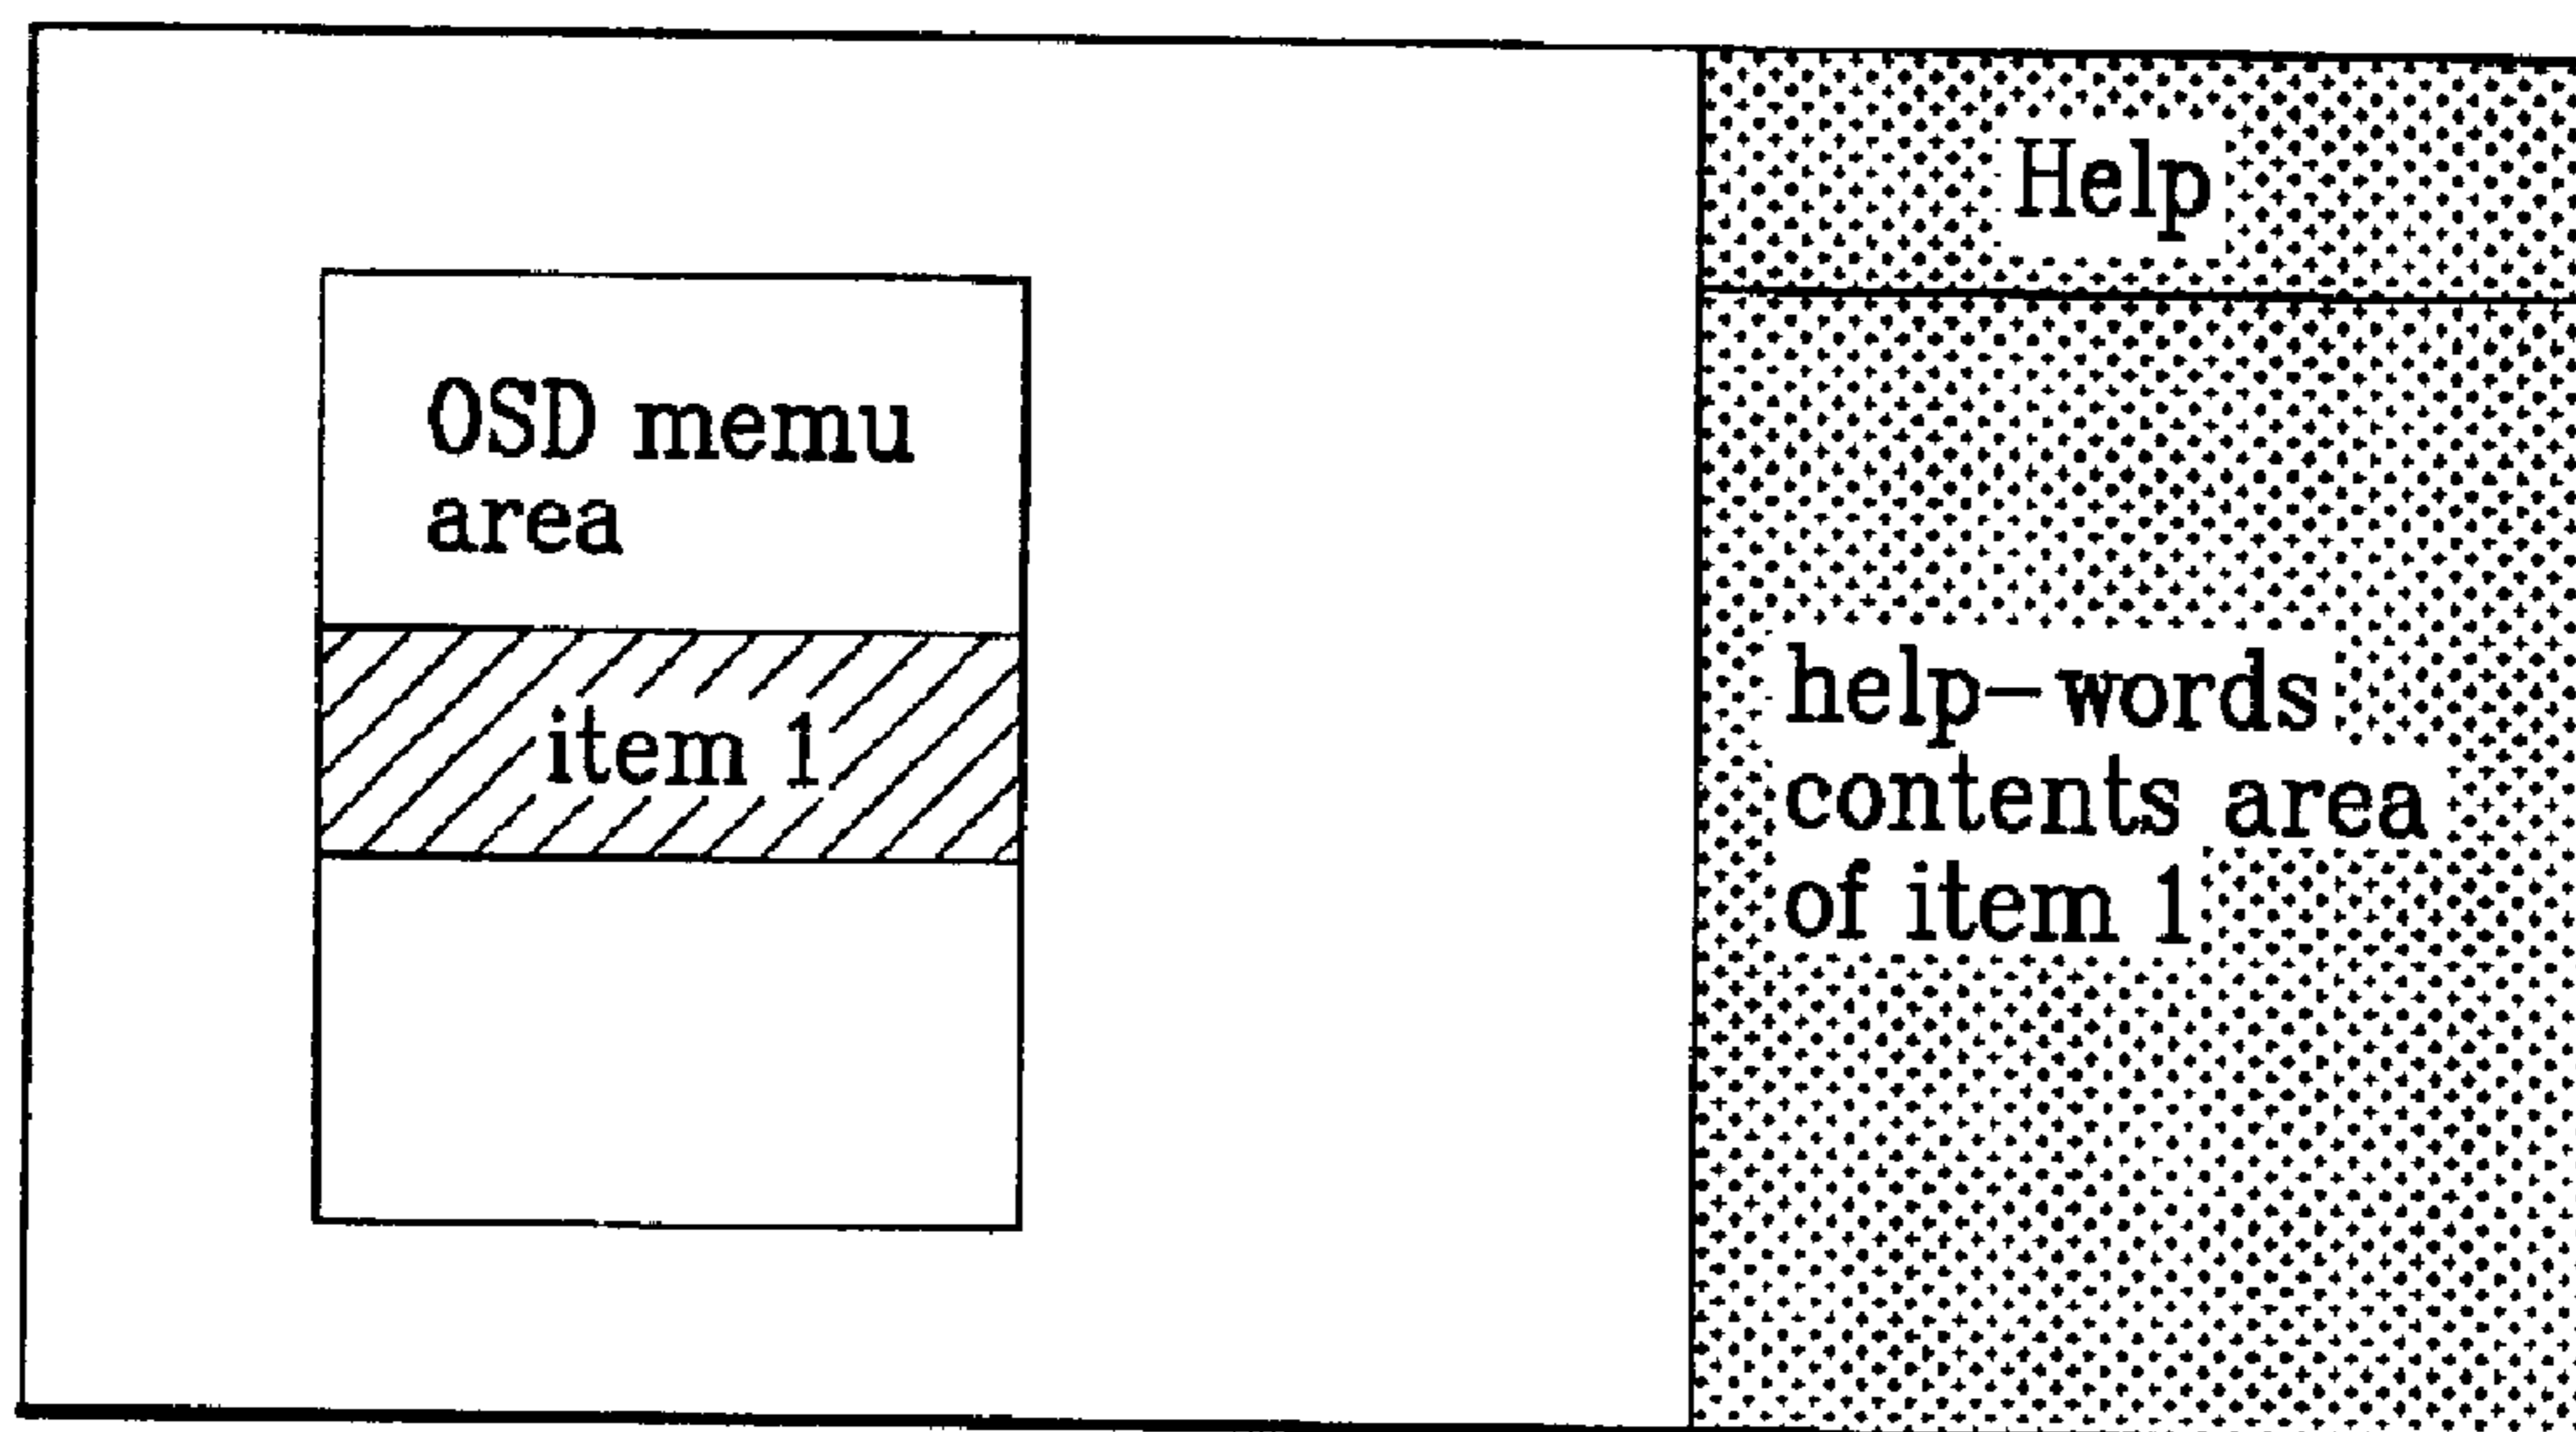 OSD memu
area
item 1
Help
help-words
contents area
of item 1